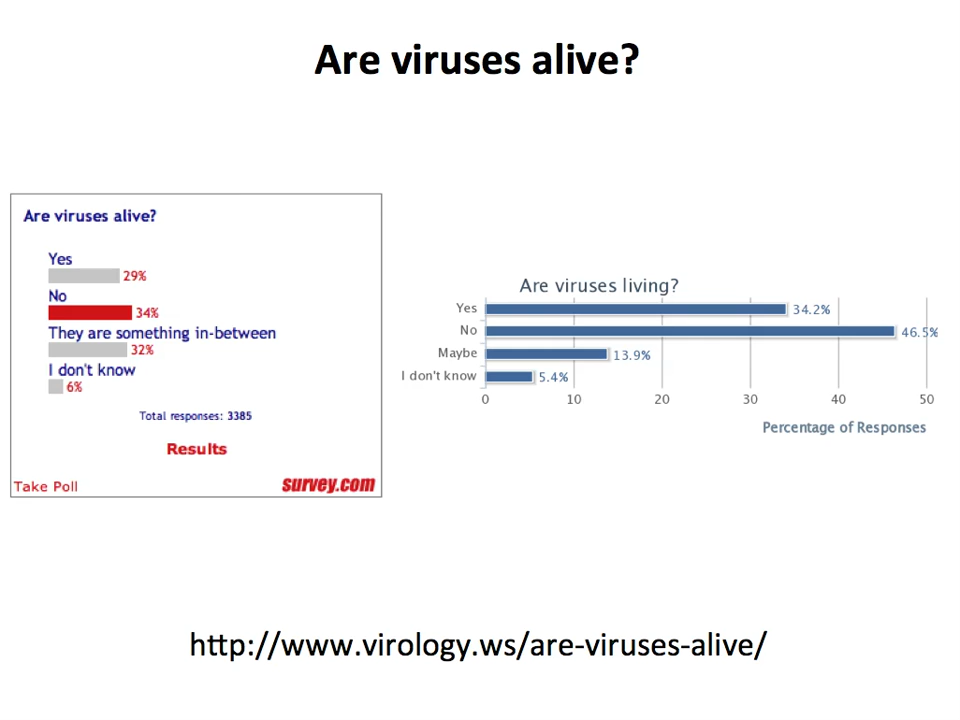 Are viruses alive?
Are viruses alive?
Yes
29%
No
34%
They are something in-between
32%
I don't know
6%
Total responses: 3385
Results
Take Poll
survey.com
Are viruses living?
Yes
34.2%
No
46.5%
Maybe
13.9%
I don't know
5.4%
0 10 20 30 40 50
Percentage of Responses
http://www.virology.ws/are-viruses-alive/